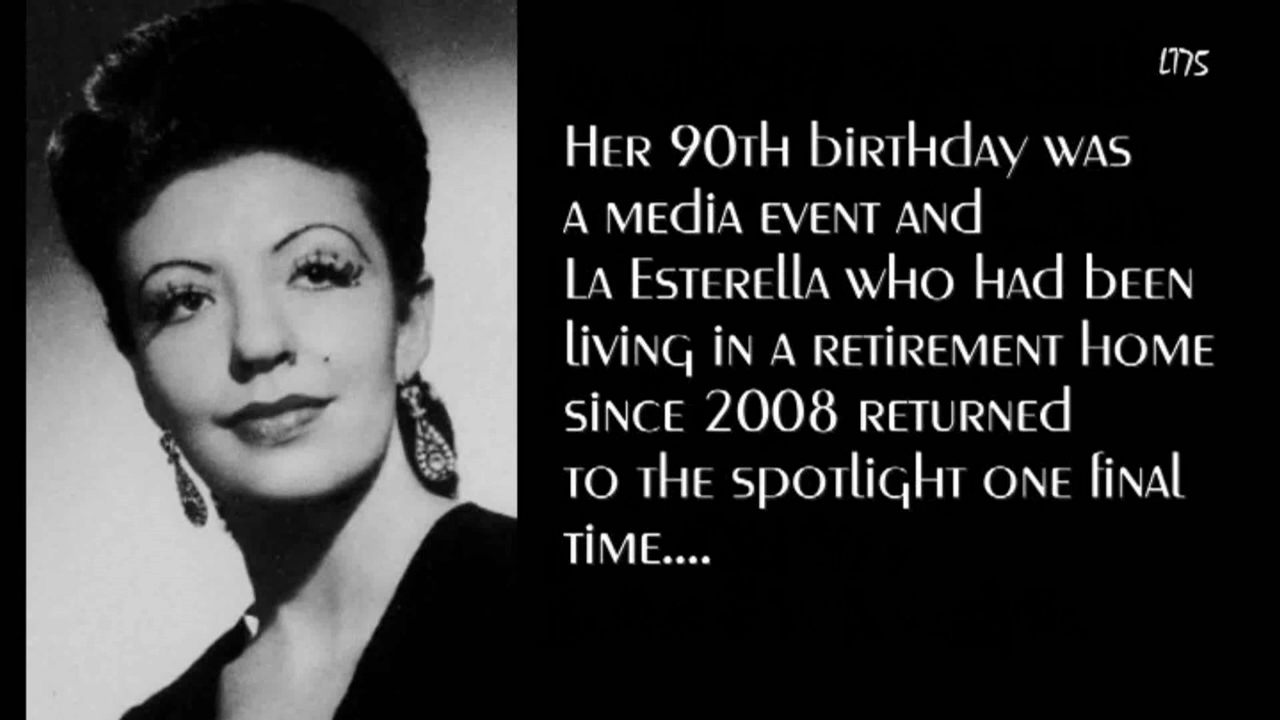 Her 90th birthday was
a media event and
La Esterella who had been
living in a retirement home
since 2008 returned
to the spotlight one final
time....